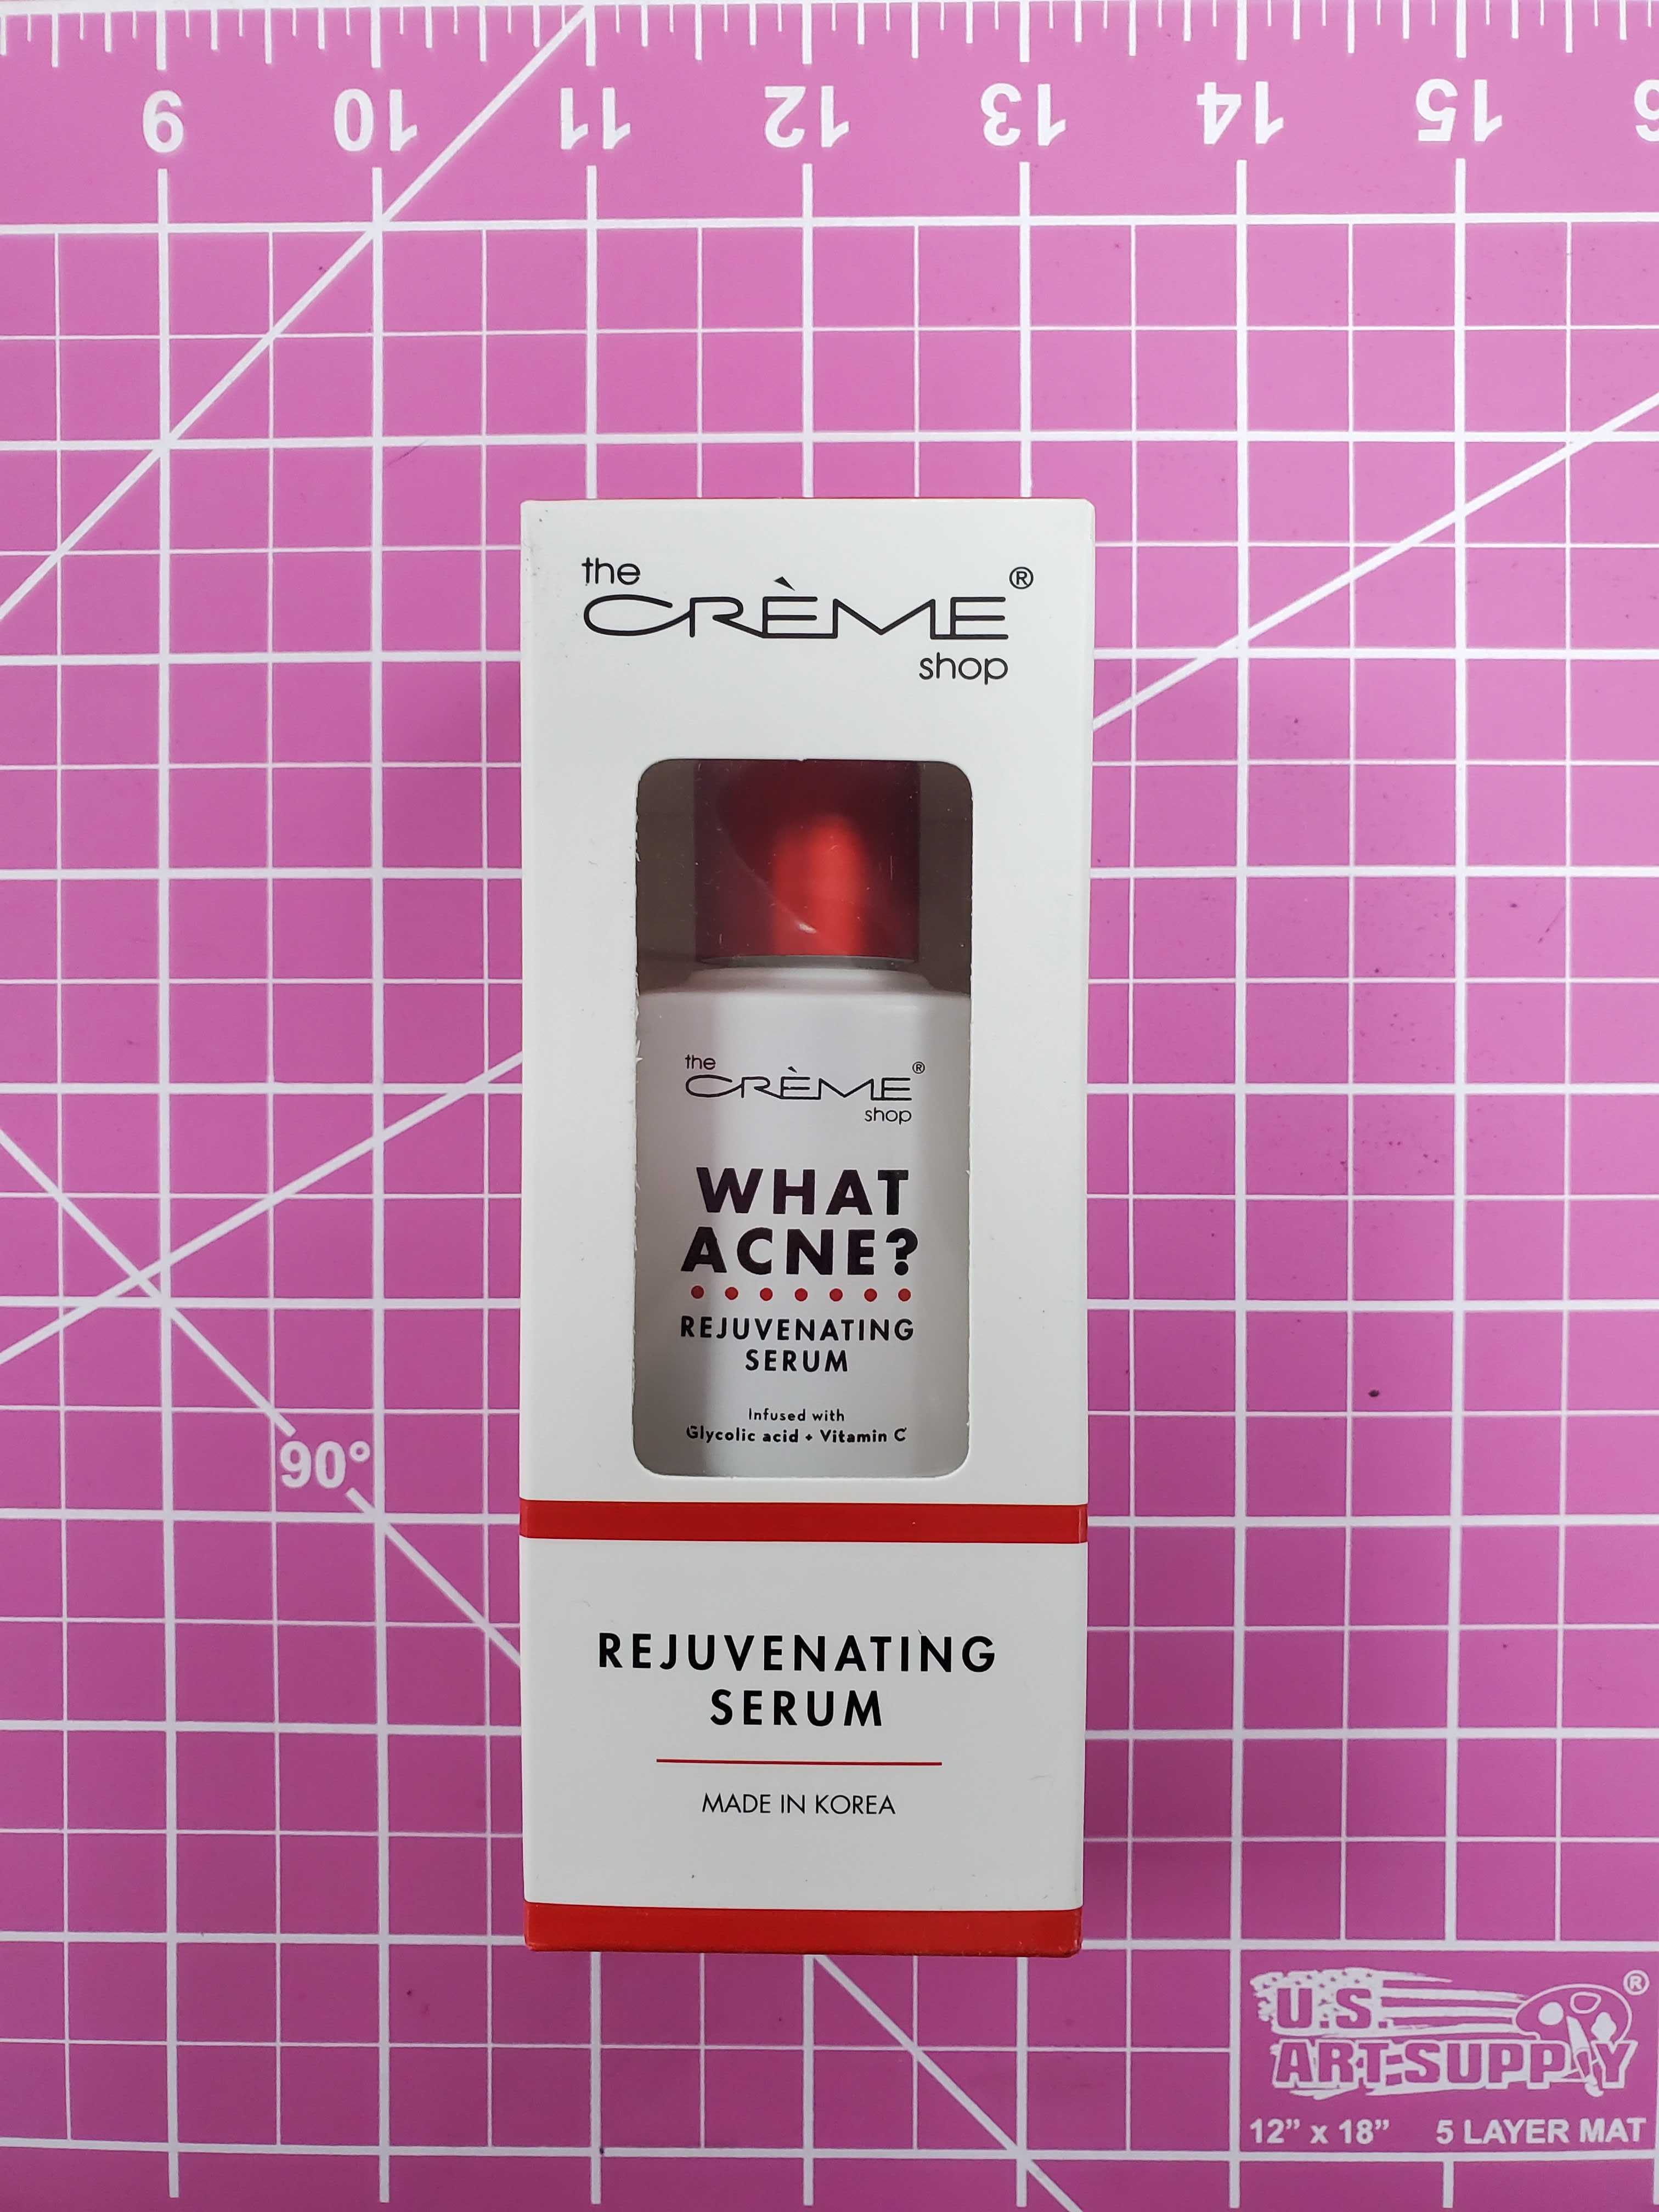 9 10 11 12 13 14 15
the
CRÈME®
shop
the
CRÈME®
shop
WHAT
ACNE?
REJUVENATING
SERUM
Infused with
Glycolic acid + Vitamin C
90°
REJUVENATING
SERUM
MADE IN KOREA
U.S.®
ART SUPPLY
12” x 18” 5 LAYER MAT